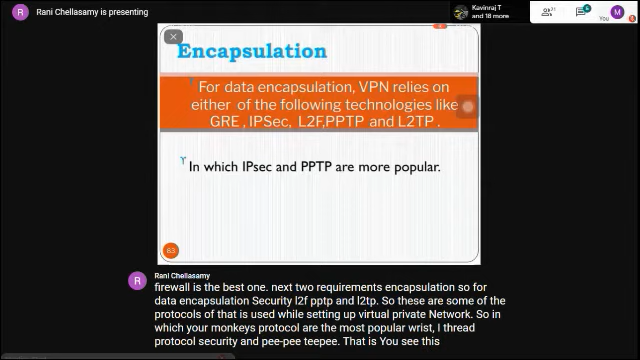 R Rani Chellasamy is presenting
Kavinraj T
and 18 more
You
M
Encapsulation
For data encapsulation, VPN relies on
either of the following technologies like
GRE , IPSec, L2F,PPTP and L2TP .
In which IPsec and PPTP are more popular.
63
R Rani Chellasamy
firewall is the best one. next two requirements encapsulation so for
data encapsulation Security l2f pptp and l2tp. So these are some of the
protocols of that is used while setting up virtual private Network. So in
which your monkeys protocol are the most popular wrist, I thread
protocol security and pee-pee teepee. That is You see this